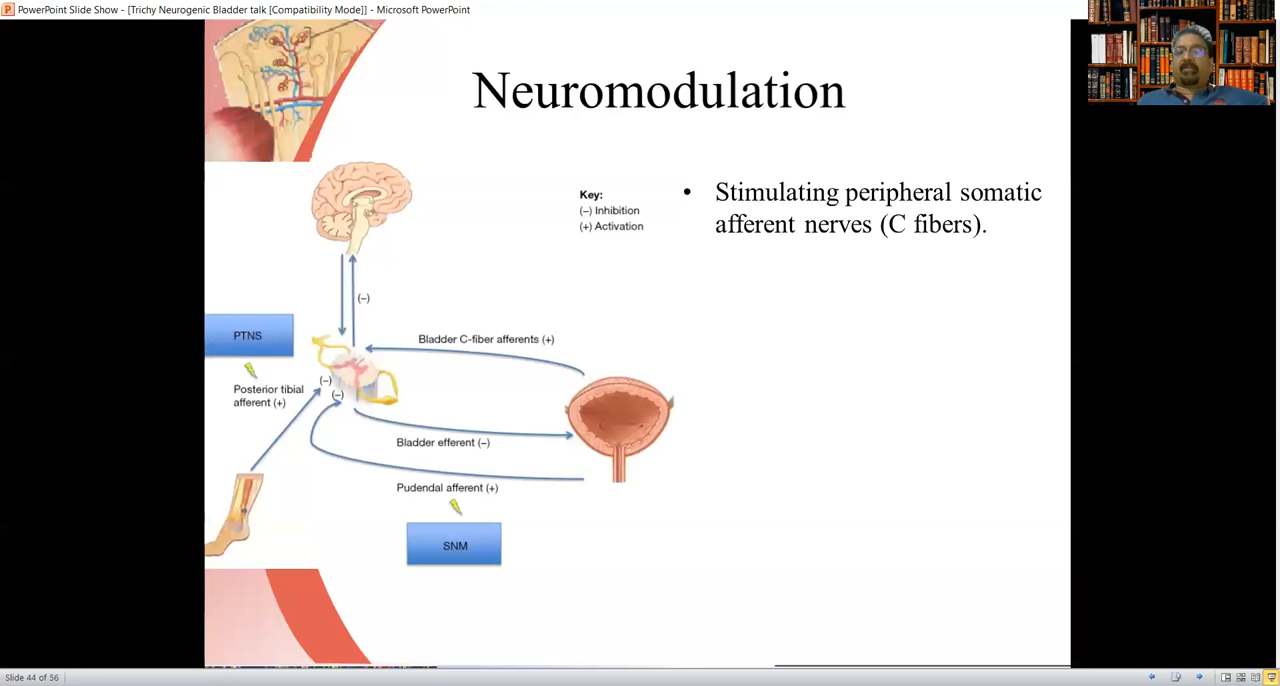 PowerPoint Slide Show - [Trichy Neurogenic Bladder talk [Compatibility Mode]] - Microsoft PowerPoint
Neuromodulation
Key:
(–) Inhibition
(+) Activation
• Stimulating peripheral somatic
afferent nerves (C fibers).
(–)
PTNS
Bladder C-fiber afferents (+)
Posterior tibial
afferent (+)
(–)
(–)
Bladder efferent (–)
Pudendal afferent (+)
SNM
Slide 44 of 56